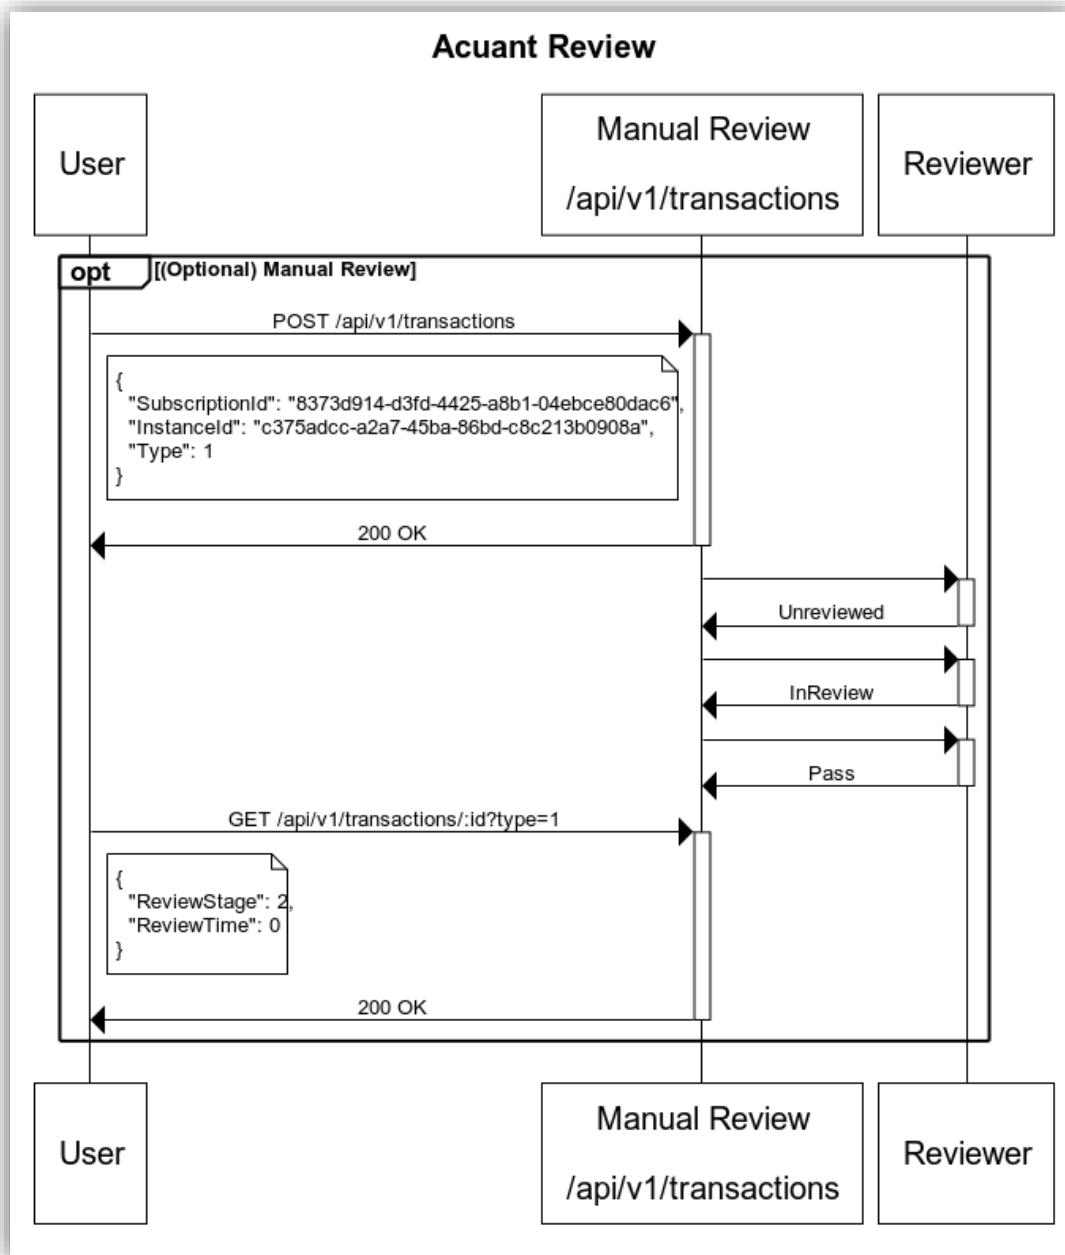 Acuant Review
User
Manual Review
/api/v1/transactions
Reviewer
opt
[(Optional) Manual Review]
POST /api/v1/transactions
{
"SubscriptionId": "8373d914-d3fd-4425-a8b1-04ebce80dac6",
"InstanceId": "c375adcc-a2a7-45ba-86bd-c8c213b0908a",
"Type": 1
}
200 OK
Unreviewed
InReview
Pass
GET /api/v1/transactions/:id?type=1
{
"ReviewStage": 2,
"ReviewTime": 0
}
200 OK
User
Manual Review
/api/v1/transactions
Reviewer